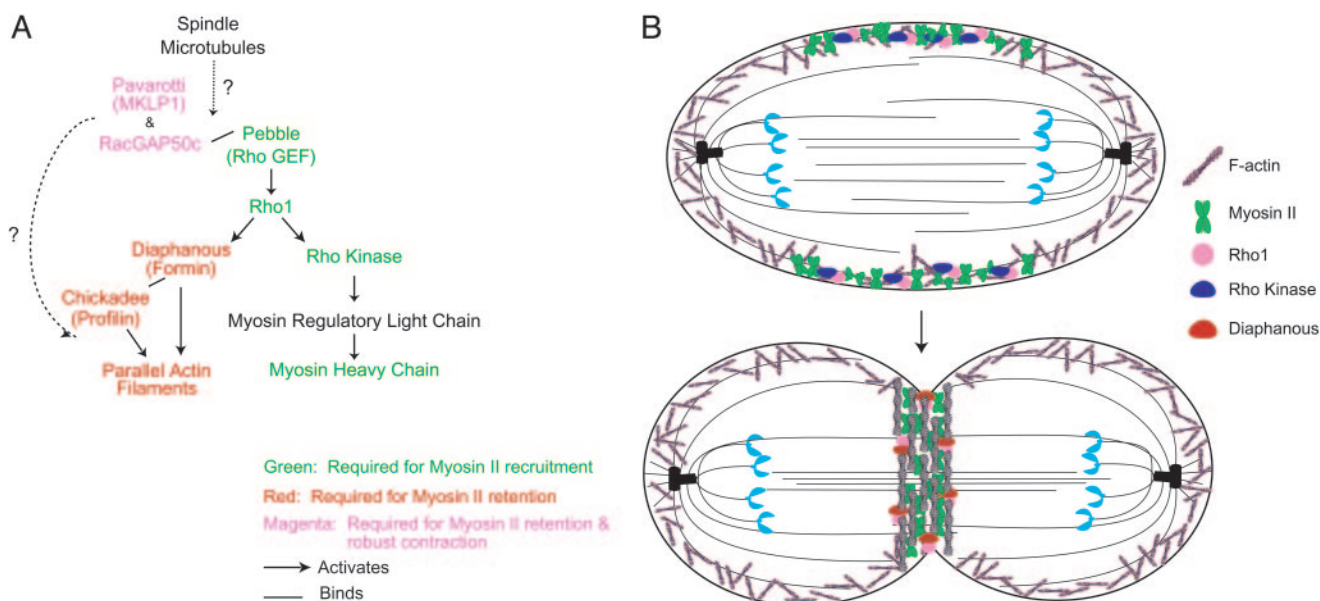 A
Spindle
Microtubules
?
Pavarotti
(MKLP1)
&
RacGAP50c
Pebble
(Rho GEF)
Rho1
?
Diaphanous
(Formin)
Rho Kinase
Chickadee
(Profilin)
Myosin Regulatory Light Chain
Parallel Actin
Filaments
Myosin Heavy Chain
Green: Required for Myosin II recruitment
Red: Required for Myosin II retention
Magenta: Required for Myosin II retention &
robust contraction
Activates
Binds
B
F-actin
Myosin II
Rho1
Rho Kinase
Diaphanous